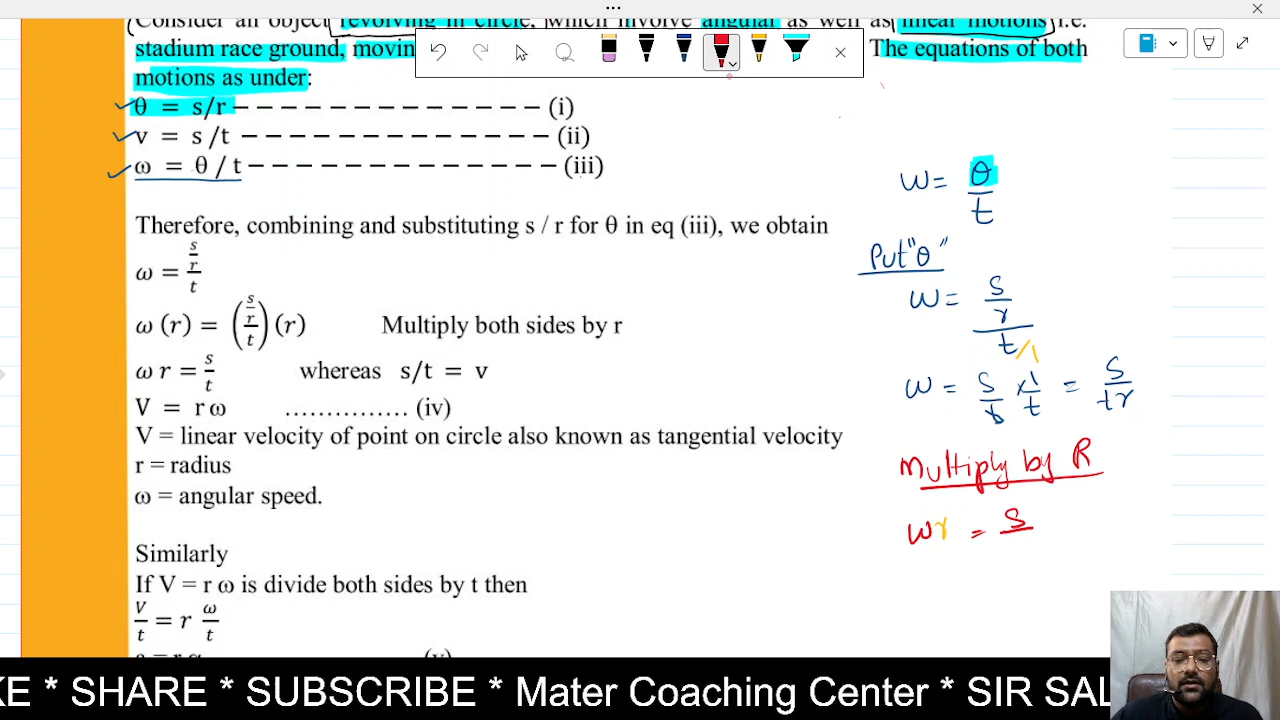 Consider an object revolving in circle, which involve angular as well as linear motions i.e.
stadium race ground, movin The equations of both
motions as under:
θ = s/r – – – – – – – – – – – – – – – (i)
v = s /t – – – – – – – – – – – – – – – (ii)
ω = θ / t – – – – – – – – – – – – – – – (iii)
Therefore, combining and substituting s / r for θ in eq (iii), we obtain
ω = (s/r)/t
ω (r) = ((s/r)/t) (r) Multiply both sides by r
ω r = s/t whereas s/t = v
V = r ω …………… (iv)
V = linear velocity of point on circle also known as tangential velocity
r = radius
ω = angular speed.
Similarly
If V = r ω is divide both sides by t then
V/t = r ω/t
ω = θ/t
Put "θ"
ω = (s/r)/(t/1)
ω = s/r × 1/t = s/tr
Multiply by R
ωr = s
KE * SHARE * SUBSCRIBE * Mater Coaching Center * SIR SAL